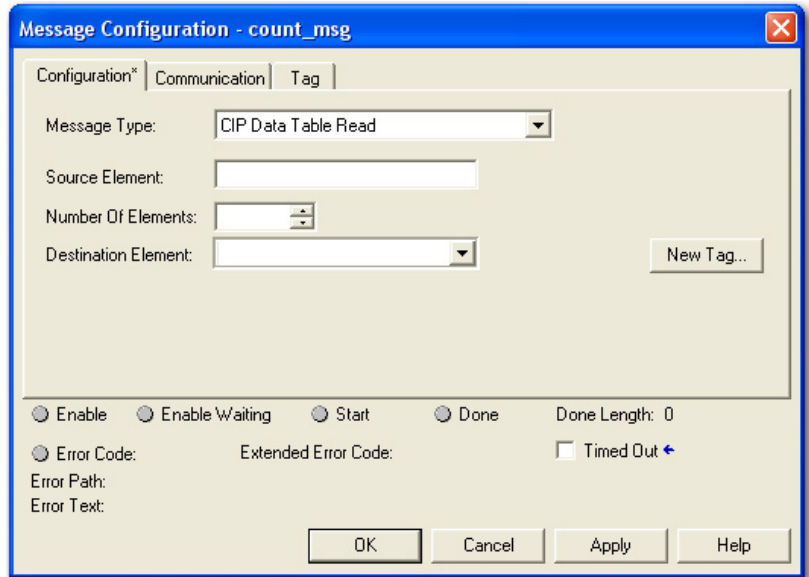 Message Configuration - count_msg
Configuration* Communication Tag
Message Type: CIP Data Table Read
Source Element:
Number Of Elements:
Destination Element: New Tag...
Enable Enable Waiting Start Done Done Length: 0
Error Code: Extended Error Code: Timed Out ←
Error Path:
Error Text:
OK Cancel Apply Help